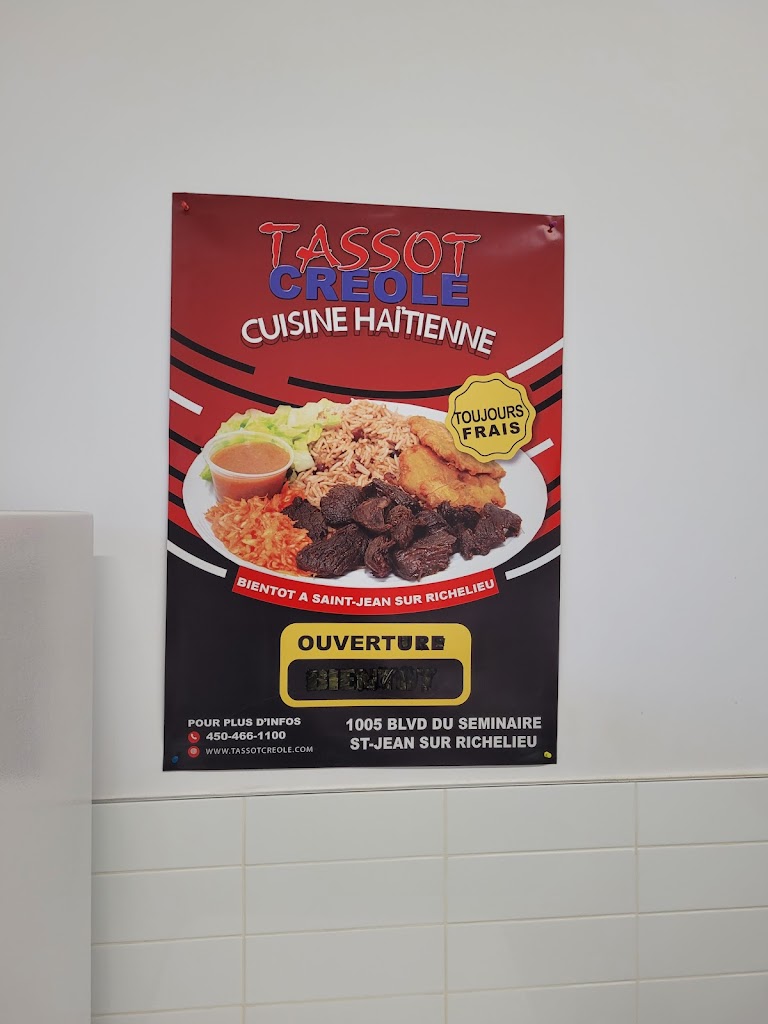 TASSOT
CREOLE
CUISINE HAÏTIENNE
TOUJOURS
FRAIS
BIENTOT A SAINT-JEAN SUR RICHELIEU
OUVERTURE
BIENTOT
POUR PLUS D'INFOS
450-466-1100
WWW.TASSOTCREOLE.COM
1005 BLVD DU SEMINAIRE
ST-JEAN SUR RICHELIEU